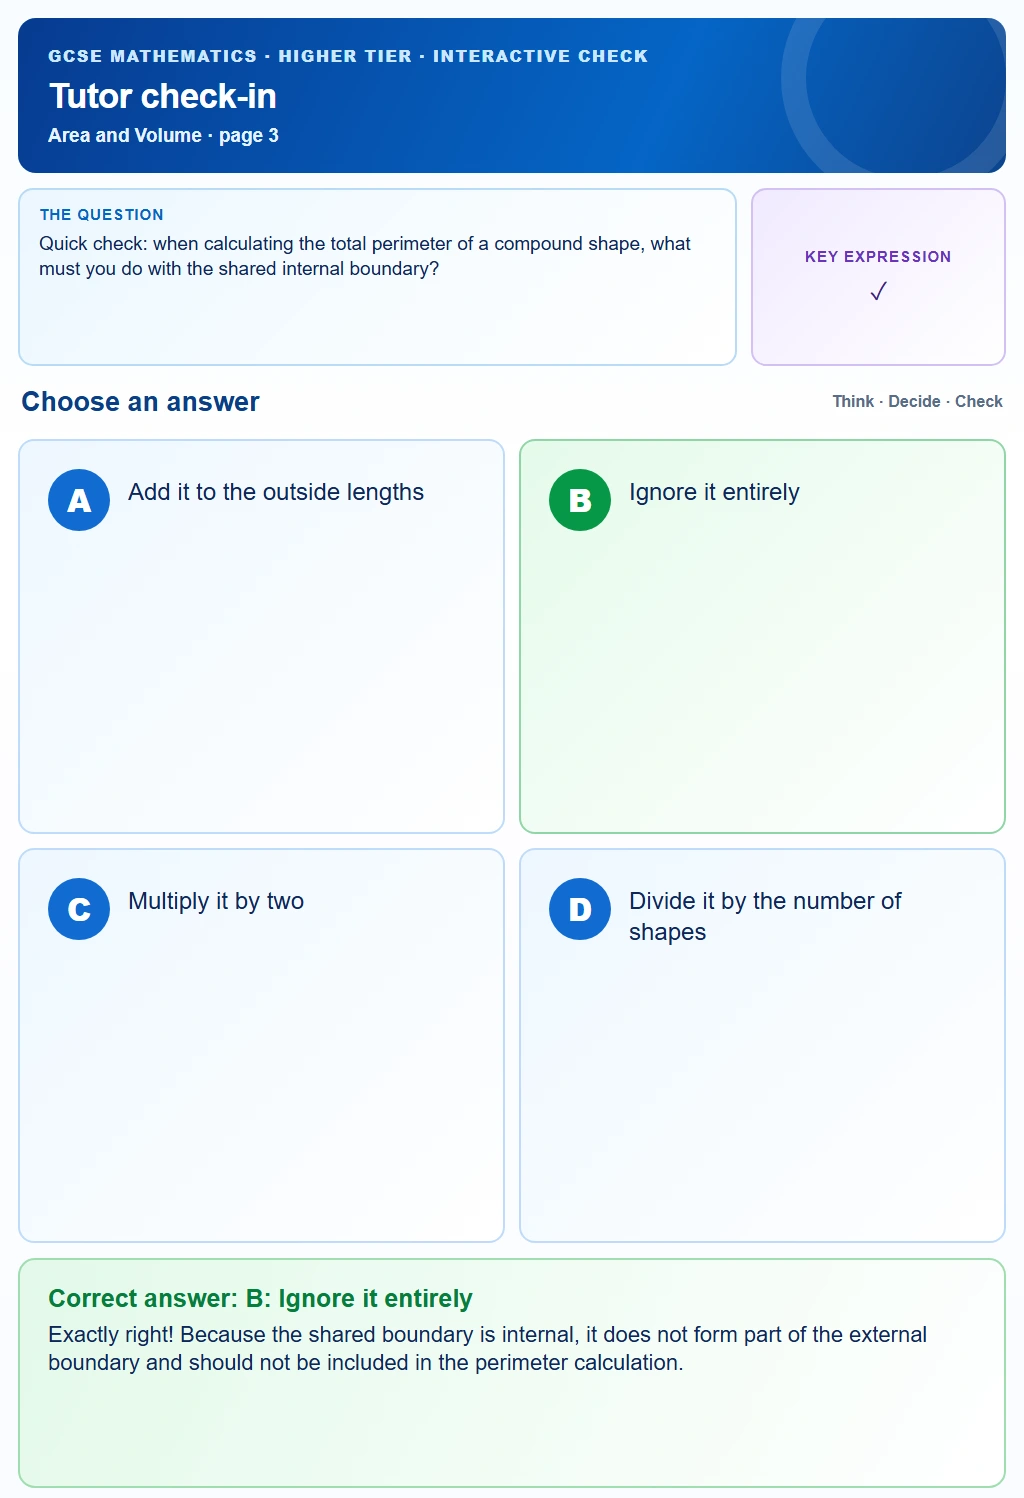 GCSE MATHEMATICS · HIGHER TIER · INTERACTIVE CHECK
Tutor check-in
Area and Volume · page 3
THE QUESTION
Quick check: when calculating the total perimeter of a compound shape, what
must you do with the shared internal boundary?
KEY EXPRESSION
✓
Choose an answer
Think · Decide · Check
A
Add it to the outside lengths
B
Ignore it entirely
C
Multiply it by two
D
Divide it by the number of
shapes
Correct answer: B: Ignore it entirely
Exactly right! Because the shared boundary is internal, it does not form part of the external
boundary and should not be included in the perimeter calculation.